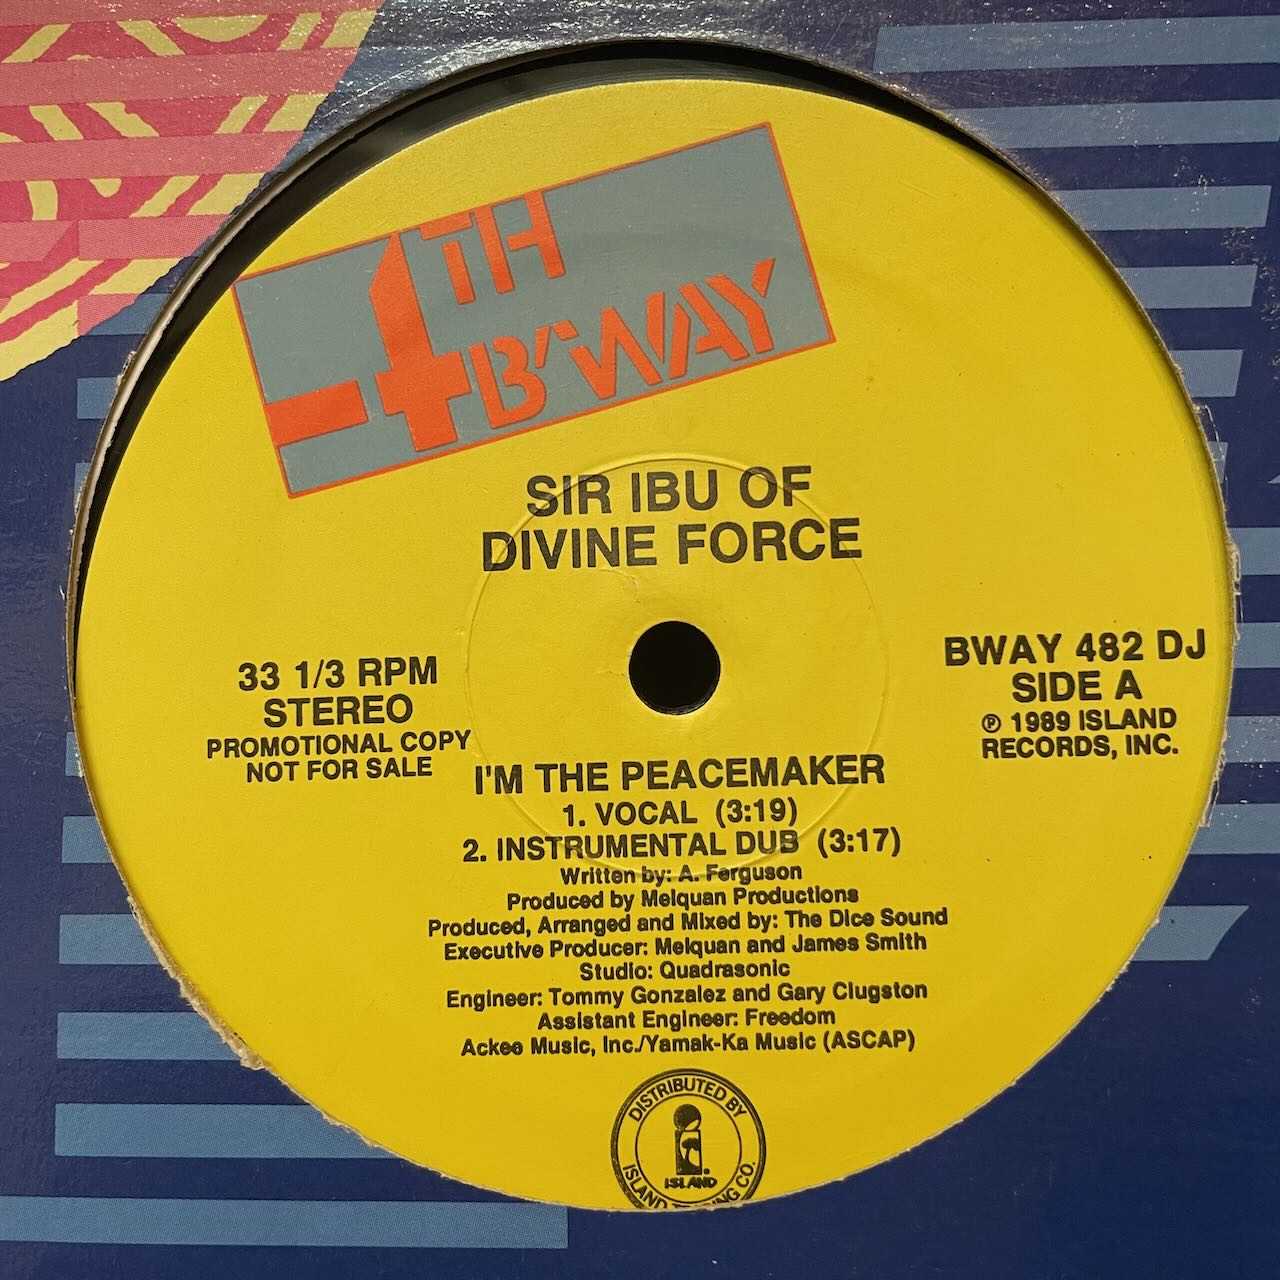 4TH
B'WAY
SIR IBU OF
DIVINE FORCE
33 1/3 RPM
STEREO
PROMOTIONAL COPY
NOT FOR SALE
BWAY 482 DJ
SIDE A
℗ 1989 ISLAND
RECORDS, INC.
I'M THE PEACEMAKER
1. VOCAL (3:19)
2. INSTRUMENTAL DUB (3:17)
Written by: A. Ferguson
Produced by Melquan Productions
Produced, Arranged and Mixed by: The Dice Sound
Executive Producer: Melquan and James Smith
Studio: Quadrasonic
Engineer: Tommy Gonzalez and Gary Clugston
Assistant Engineer: Freedom
Ackee Music, Inc./Yamak-Ka Music (ASCAP)
DISTRIBUTED BY
i.
ISLAND
ISLAND CO.